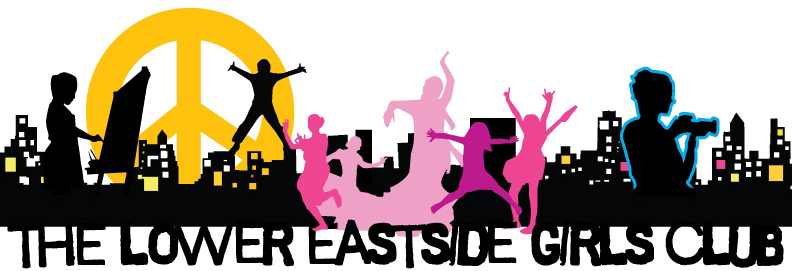 THE LOWER EASTSIDE GIRLS CLUB